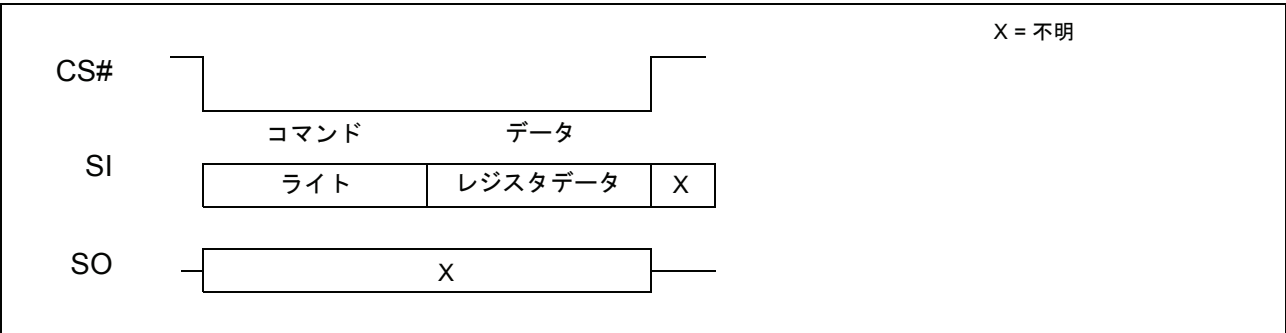 X = 不明
CS#
コマンド データ
SI ライト レジスタデータ X
SO X